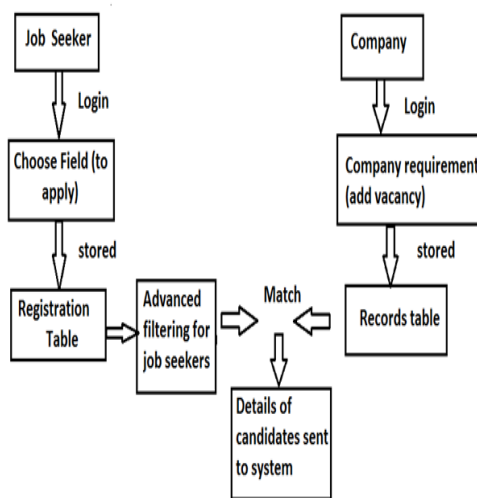 Job Seeker
Login
Choose Field (to
apply)
stored
Registration
Table
Advanced
filtering for
job seekers
Company
Login
Company requirement
(add vacancy)
stored
Records table
Match
Details of
candidates sent
to system